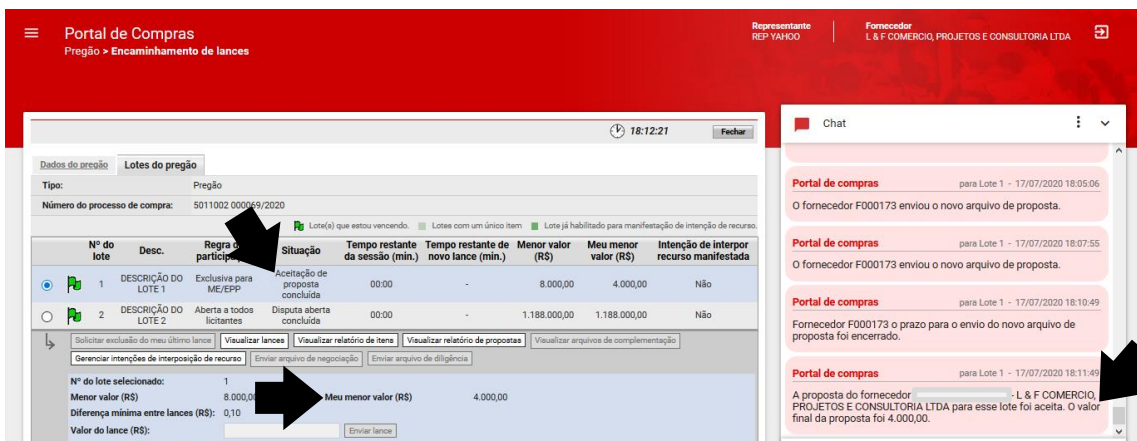 Portal de Compras
Pregão > Encaminhamento de lances
Representante
REP YAHOO
Fornecedor
L & F COMERCIO, PROJETOS E CONSULTORIA LTDA
18:12:21
Fechar
Dados do pregão
Lotes do pregão
Tipo: Pregão
Número do processo de compra: 5011002 000069/2020
Lote(s) que estou vencendo. Lotes com um único item Lote já habilitado para manifestação de intenção de recurso.
Nº do lote
Desc.
Regra
Situação
Tempo restante da sessão (min.)
Tempo restante de novo lance (min.)
Menor valor (R$)
Meu menor valor (R$)
Intenção de interpor recurso manifestada
1
DESCRIÇÃO DO LOTE 1
Exclusiva para ME/EPP
Aceitação de proposta concluída
00:00
-
8.000,00
4.000,00
Não
2
DESCRIÇÃO DO LOTE 2
Aberta a todos licitantes
Disputa aberta concluída
00:00
-
1.188.000,00
1.188.000,00
Não
Solicitar exclusão do meu último lance
Visualizar lances
Visualizar relatório de itens
Visualizar relatório de propostas
Visualizar arquivos de complementação
Gerenciar intenções de interposição de recurso
Enviar arquivo de negociação
Enviar arquivo de diligência
Nº do lote selecionado: 1
Menor valor (R$) 8.000,00 Meu menor valor (R$) 4.000,00
Diferença mínima entre lances (R$): 0,10
Valor do lance (R$): Enviar lance
Chat
Portal de compras para Lote 1 - 17/07/2020 18:05:06
O fornecedor F000173 enviou o novo arquivo de proposta.
Portal de compras para Lote 1 - 17/07/2020 18:07:55
O fornecedor F000173 enviou o novo arquivo de proposta.
Portal de compras para Lote 1 - 17/07/2020 18:10:49
Fornecedor F000173 o prazo para o envio do novo arquivo de
proposta foi encerrado.
Portal de compras para Lote 1 - 17/07/2020 18:11:49
A proposta do fornecedor - L & F COMERCIO,
PROJETOS E CONSULTORIA LTDA para esse lote foi aceita. O valor
final da proposta foi 4.000,00.